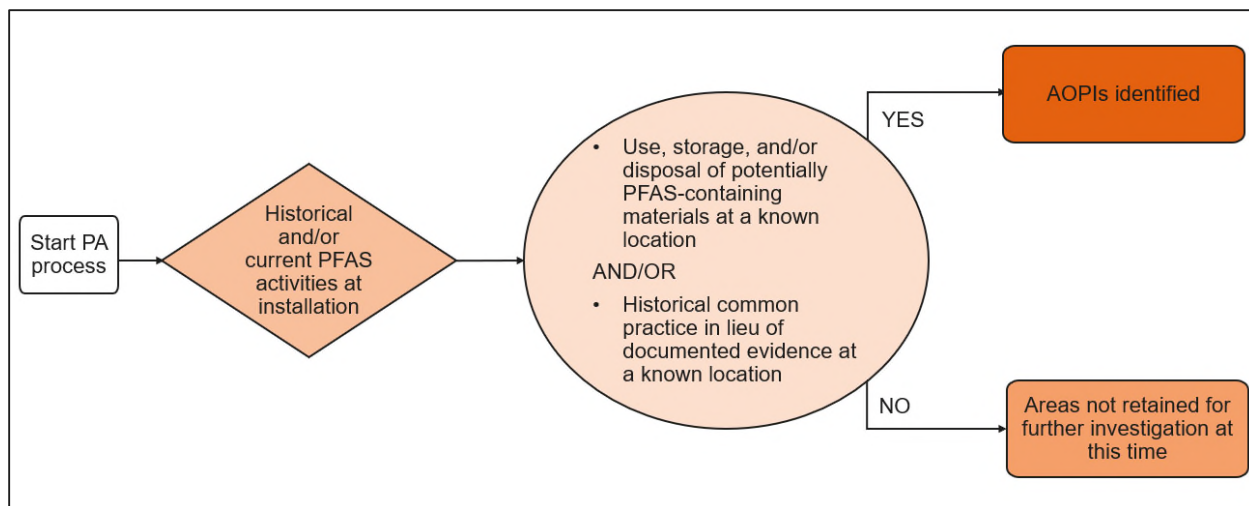 Start PA
process
Historical
and/or
current PFAS
activities at
installation
• Use, storage, and/or
disposal of potentially
PFAS-containing
materials at a known
location
AND/OR
• Historical common
practice in lieu of
documented evidence at
a known location
YES
AOPIs identified
NO
Areas not retained for
further investigation at
this time